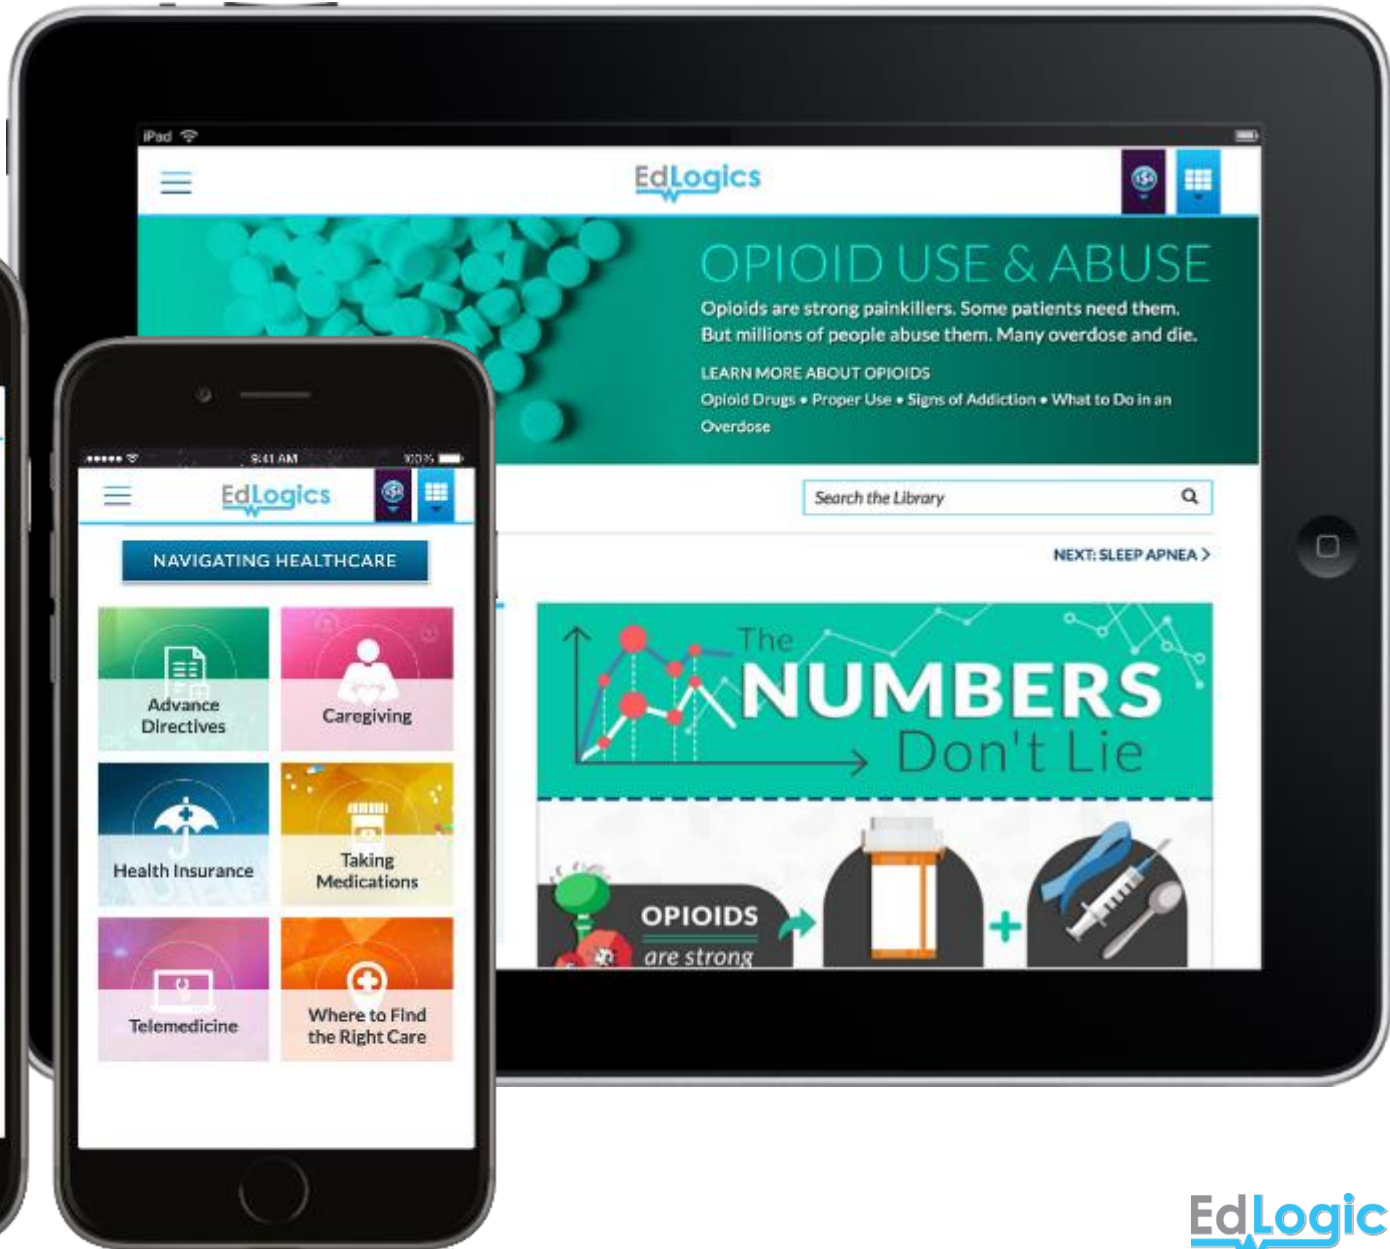 iPad
EdLogics
OPIOID USE & ABUSE
Opioids are strong painkillers. Some patients need them.
But millions of people abuse them. Many overdose and die.
LEARN MORE ABOUT OPIOIDS
Opioid Drugs • Proper Use • Signs of Addiction • What to Do in an
Overdose
Search the Library
NEXT: SLEEP APNEA >
The
NUMBERS
Don't Lie
OPIOIDS
are strong
9:41 AM 100%
EdLogics
NAVIGATING HEALTHCARE
Advance
Directives
Caregiving
Health Insurance
Taking
Medications
Telemedicine
Where to Find
the Right Care
EdLogic